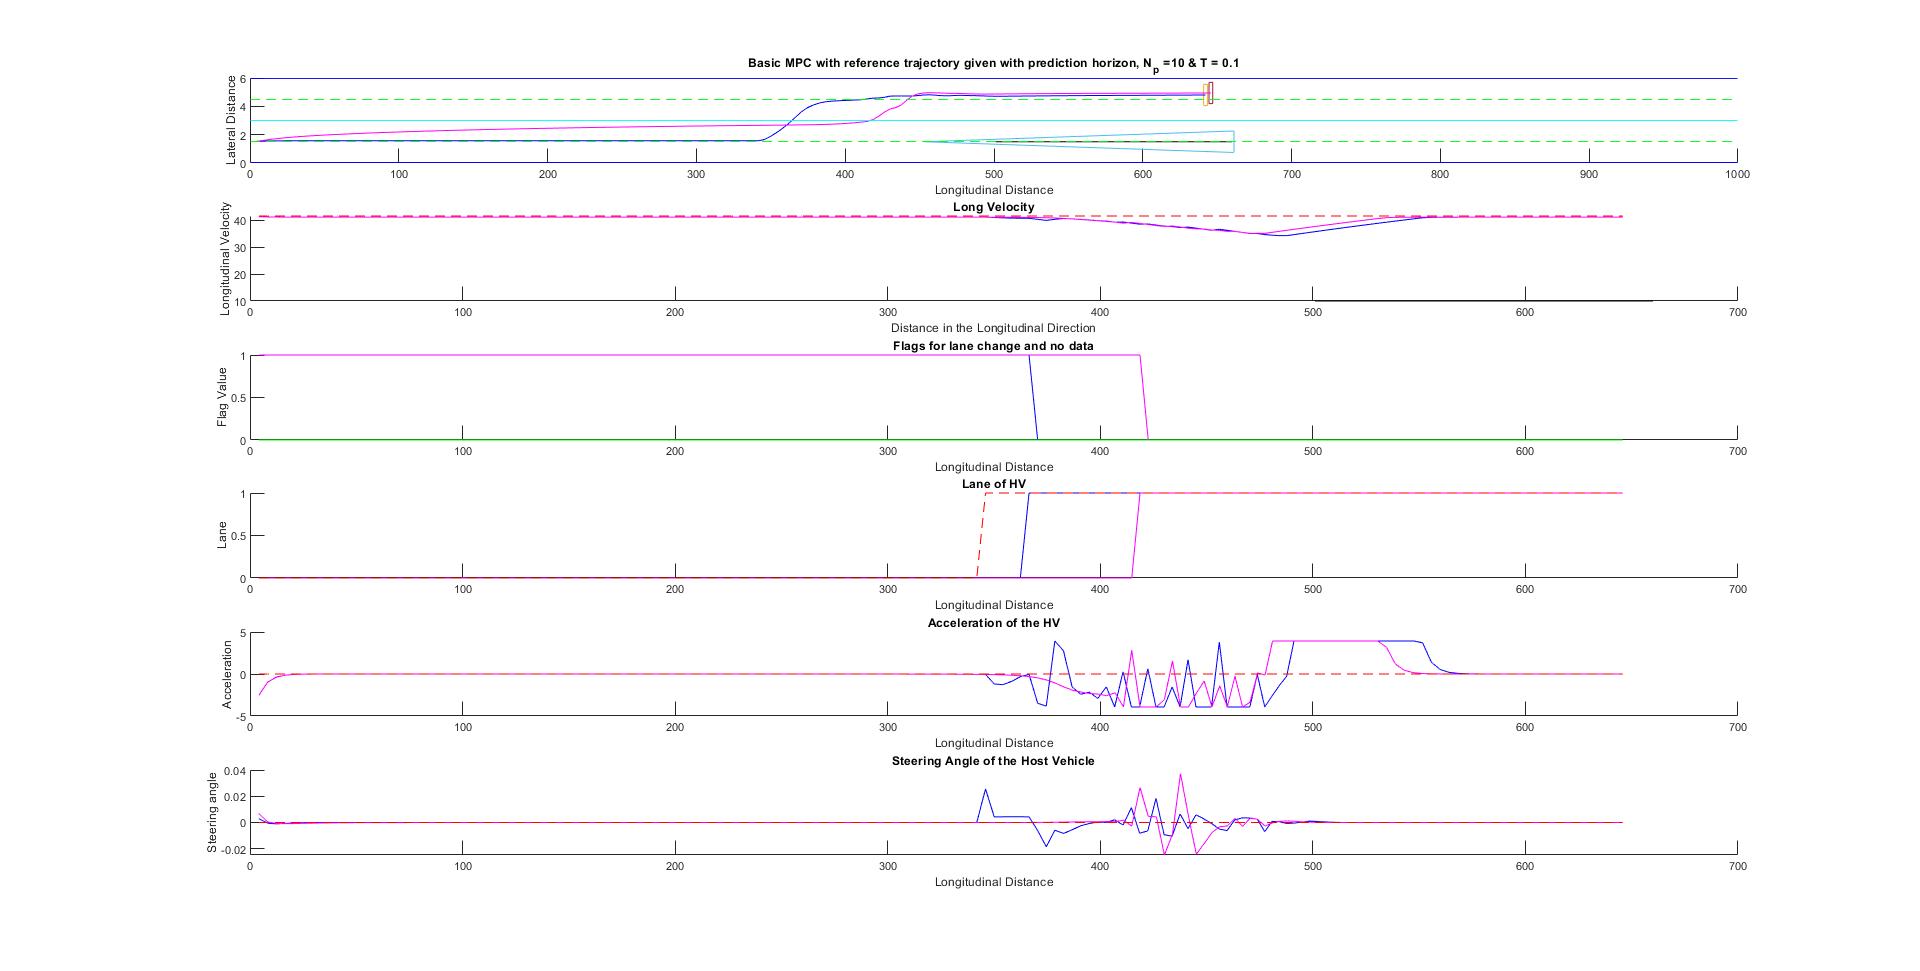 Basic MPC with reference trajectory given with prediction horizon, Np =10 & T = 0.1
Lateral Distance
6
4
2
0
0 100 200 300 400 500 600 700 800 900 1000
Longitudinal Distance
Long Velocity
Longitudinal Velocity
40
30
20
10
0 100 200 300 400 500 600 700
Distance in the Longitudinal Direction
Flags for lane change and no data
Flag Value
1
0.5
0
0 100 200 300 400 500 600 700
Longitudinal Distance
Lane of HV
Lane
1
0.5
0
0 100 200 300 400 500 600 700
Longitudinal Distance
Acceleration of the HV
Acceleration
5
0
-5
0 100 200 300 400 500 600 700
Longitudinal Distance
Steering Angle of the Host Vehicle
Steering angle
0.04
0.02
0
-0.02
0 100 200 300 400 500 600 700
Longitudinal Distance